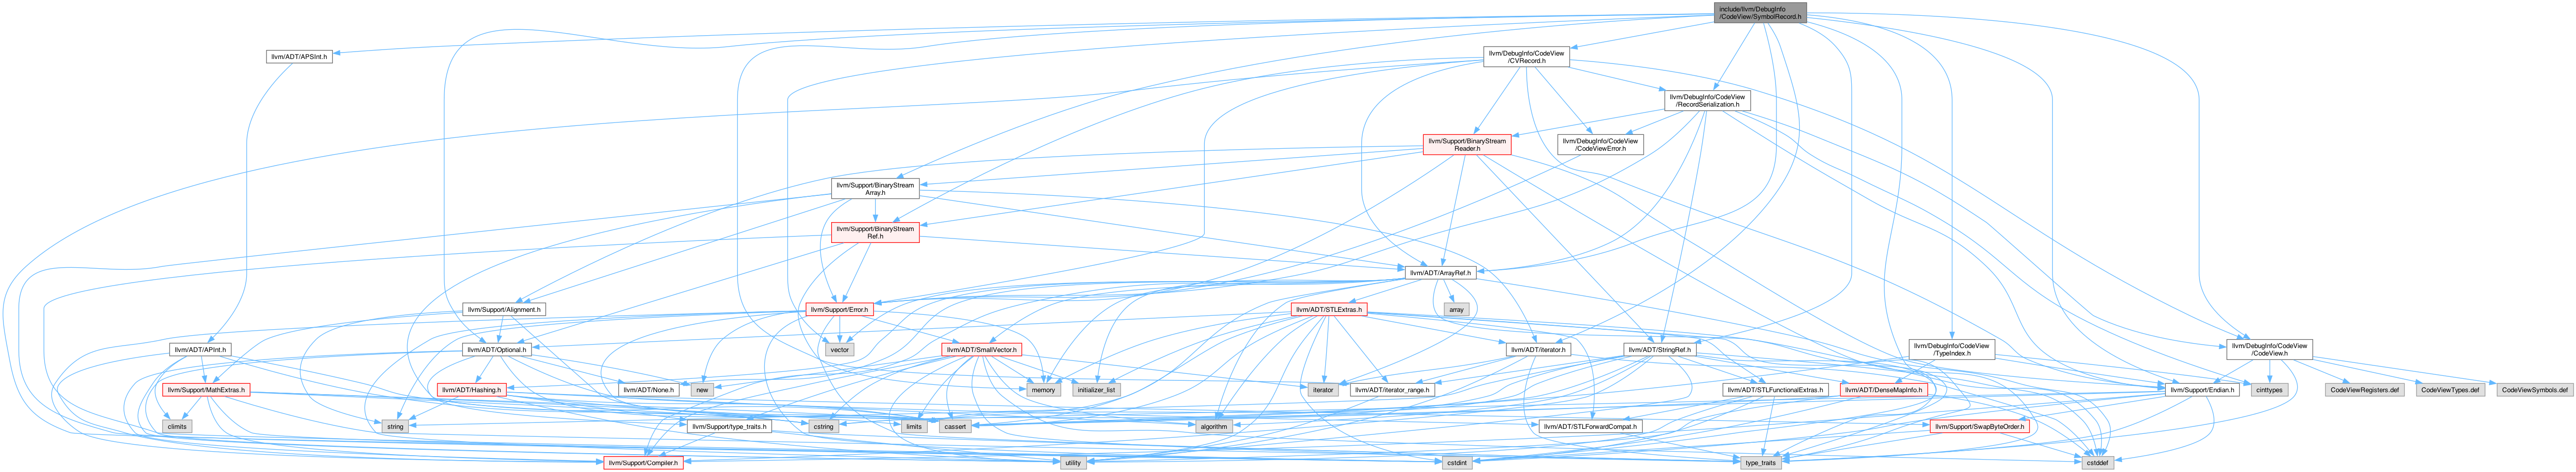 include/llvm/DebugInfo
/CodeView/SymbolRecord.h
llvm/ADT/APSInt.h
llvm/DebugInfo/CodeView
/CVRecord.h
llvm/DebugInfo/CodeView
/RecordSerialization.h
llvm/Support/BinaryStream
Reader.h
llvm/DebugInfo/CodeView
/CodeViewError.h
llvm/Support/BinaryStream
Array.h
llvm/Support/BinaryStream
Ref.h
llvm/ADT/ArrayRef.h
llvm/Support/Alignment.h
llvm/Support/Error.h
llvm/ADT/STLExtras.h
array
llvm/ADT/APInt.h
llvm/ADT/Optional.h
vector
llvm/ADT/SmallVector.h
llvm/ADT/iterator.h
llvm/ADT/StringRef.h
llvm/DebugInfo/CodeView
/TypeIndex.h
llvm/DebugInfo/CodeView
/CodeView.h
llvm/Support/MathExtras.h
llvm/ADT/Hashing.h
llvm/ADT/None.h
new
memory
initializer_list
iterator
llvm/ADT/iterator_range.h
llvm/ADT/STLFunctionalExtras.h
llvm/ADT/DenseMapInfo.h
llvm/Support/Endian.h
cinttypes
CodeViewRegisters.def
CodeViewTypes.def
CodeViewSymbols.def
climits
string
llvm/Support/type_traits.h
cstring
limits
cassert
algorithm
llvm/ADT/STLForwardCompat.h
llvm/Support/SwapByteOrder.h
llvm/Support/Compiler.h
utility
cstdint
type_traits
cstddef